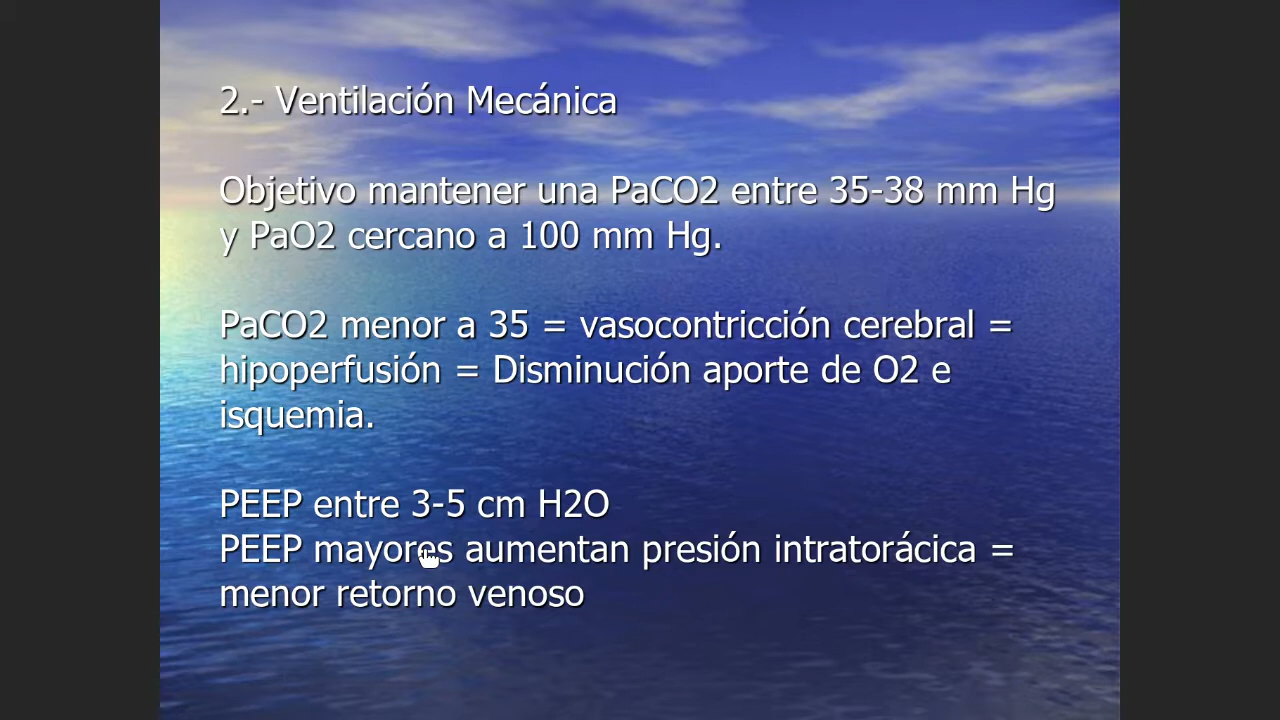 2.- Ventilación Mecánica
Objetivo mantener una PaCO2 entre 35-38 mm Hg
y PaO2 cercano a 100 mm Hg.
PaCO2 menor a 35 = vasocontricción cerebral =
hipoperfusión = Disminución aporte de O2 e
isquemia.
PEEP entre 3-5 cm H2O
PEEP mayores aumentan presión intratorácica =
menor retorno venoso